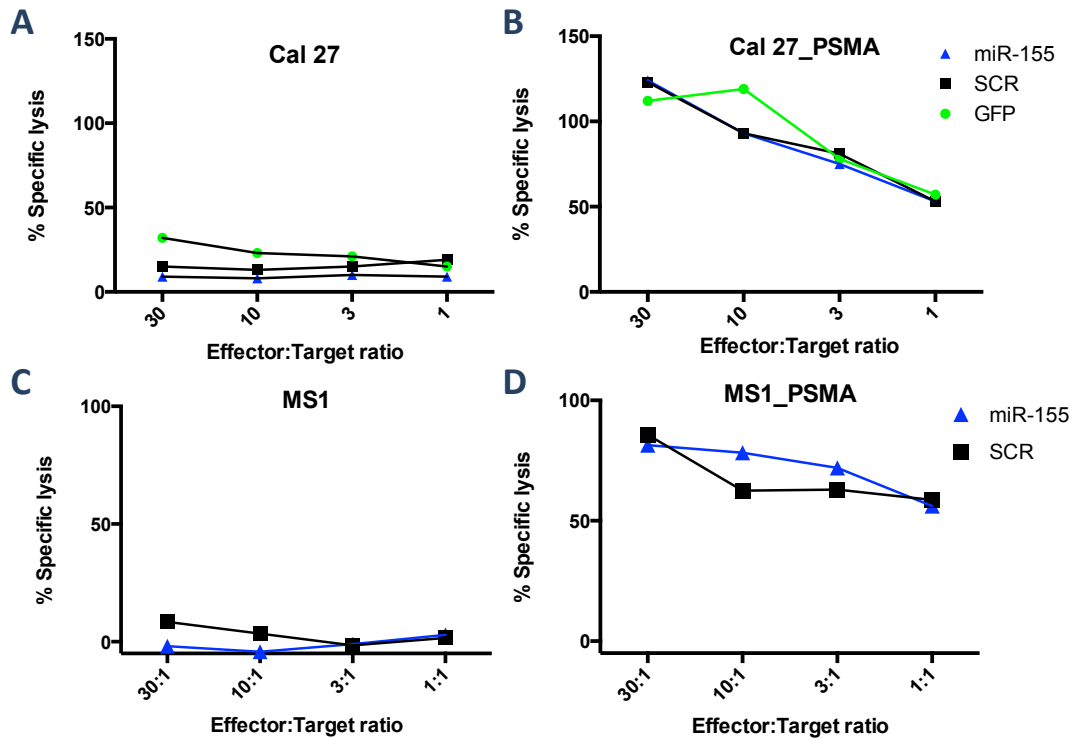 A
Cal 27
% Specific lysis
150
100
50
0
30
10
3
1
Effector:Target ratio
B
Cal 27_PSMA
% Specific lysis
150
100
50
0
30
10
3
1
Effector:Target ratio
miR-155
SCR
GFP
C
MS1
% Specific lysis
100
50
0
30:1
10:1
3:1
1:1
Effector:Target ratio
D
MS1_PSMA
% Specific lysis
100
50
0
30:1
10:1
3:1
1:1
Effector:Target ratio
miR-155
SCR